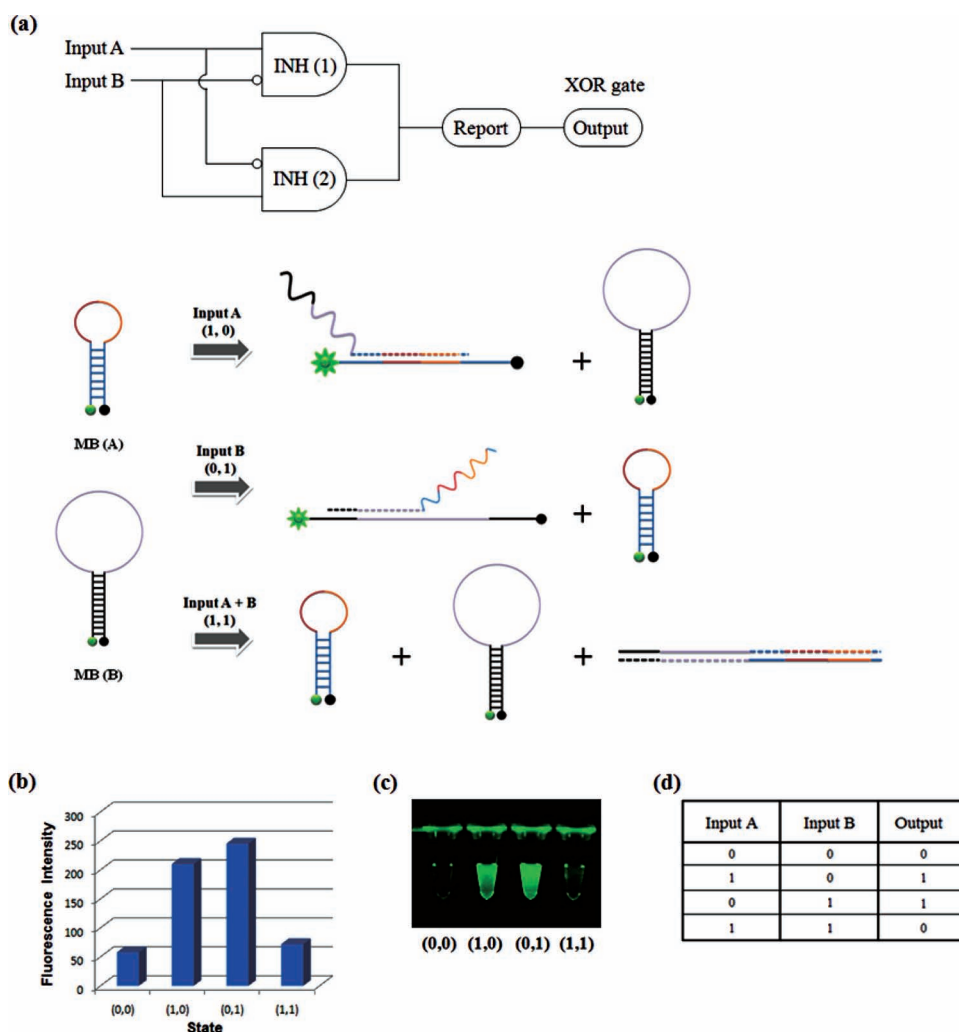 (a)
Input A
Input B
INH (1)
INH (2)
XOR gate
Report
Output
Input A
(1, 0)
+
MB (A)
Input B
(0, 1)
+
Input A + B
(1, 1)
+
+
MB (B)
(b)
Fluorescence Intensity
300
250
200
150
100
50
0
(0,0)
(1,0)
(0,1)
(1,1)
State
(c)
(0,0) (1,0) (0,1) (1,1)
(d)
Input A Input B Output
0 0 0
1 0 1
0 1 1
1 1 0